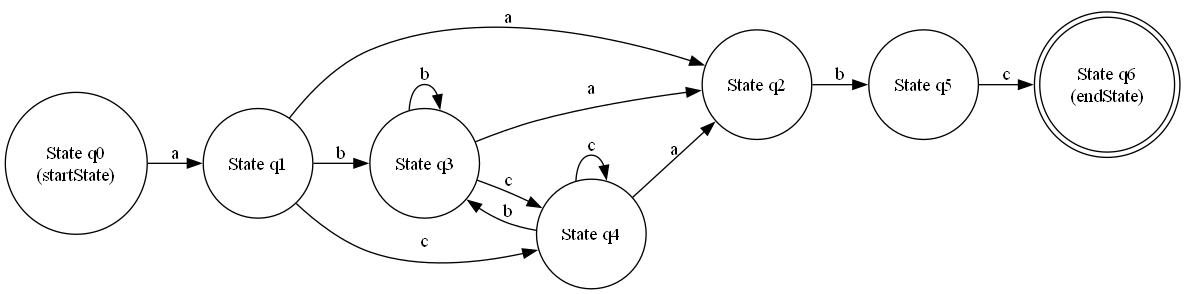 State q0
(startState)
a
State q1
a
b
c
b
State q3
a
c
b
c
State q4
a
State q2
b
State q5
c
State q6
(endState)